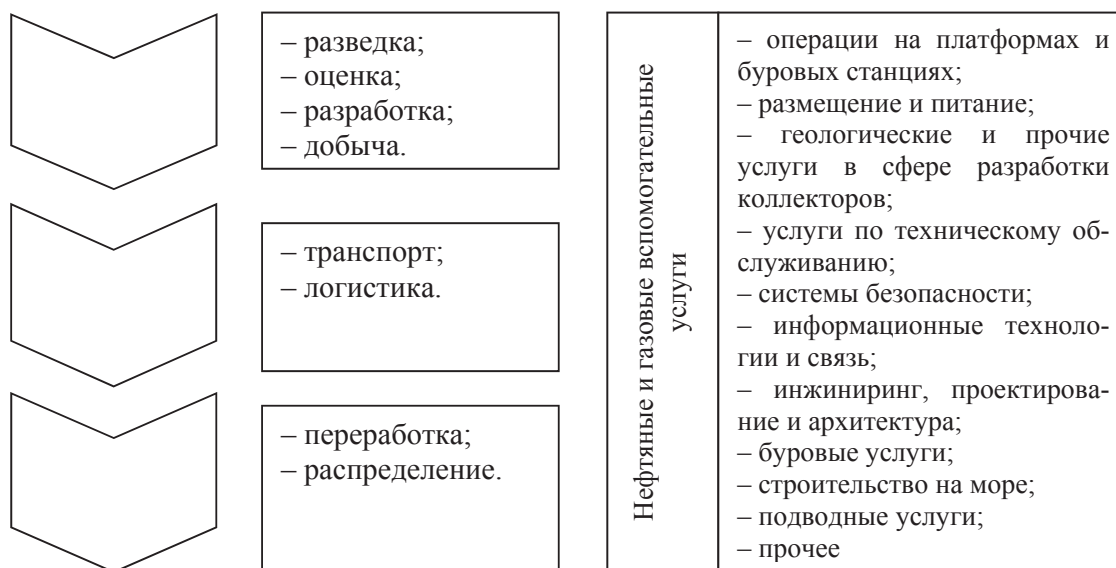 – разведка;
– оценка;
– разработка;
– добыча.
– транспорт;
– логистика.
– переработка;
– распределение.
Нефтяные и газовые вспомогательные
услуги
– операции на платформах и
буровых станциях;
– размещение и питание;
– геологические и прочие
услуги в сфере разработки
коллекторов;
– услуги по техническому об-
служиванию;
– системы безопасности;
– информационные техноло-
гии и связь;
– инжиниринг, проектирова-
ние и архитектура;
– буровые услуги;
– строительство на море;
– подводные услуги;
– прочее